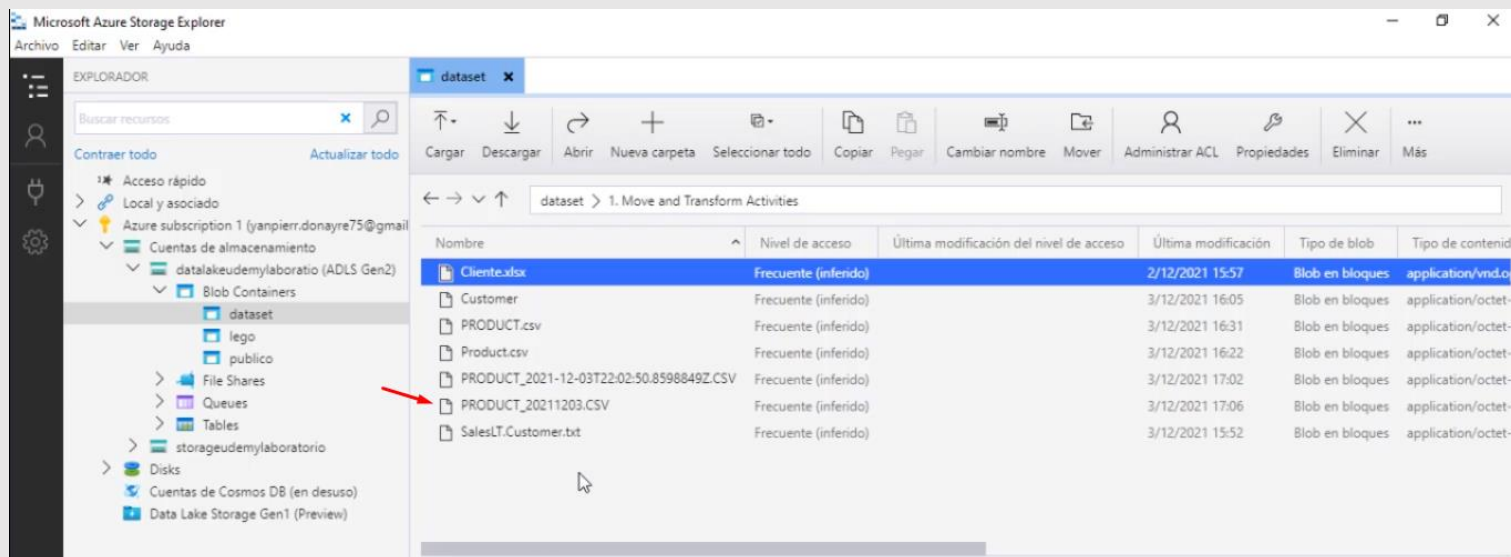 Microsoft Azure Storage Explorer
Archivo Editar Ver Ayuda
EXPLORADOR
Buscar recursos
Contraer todo Actualizar todo
Acceso rápido
Local y asociado
Azure subscription 1 (yanpierr.donayre75@gmail
Cuentas de almacenamiento
datalakeudemylaboratio (ADLS Gen2)
Blob Containers
dataset
lego
publico
File Shares
Queues
Tables
storageudemylaboratorio
Disks
Cuentas de Cosmos DB (en desuso)
Data Lake Storage Gen1 (Preview)
dataset
Cargar Descargar Abrir Nueva carpeta Seleccionar todo Copiar Pegar Cambiar nombre Mover Administrar ACL Propiedades Eliminar Más
dataset > 1. Move and Transform Activities
Nombre Nivel de acceso Última modificación del nivel de acceso Última modificación Tipo de blob Tipo de contenid
Cliente.xlsx Frecuente (inferido) 2/12/2021 15:57 Blob en bloques application/vnd.o
Customer Frecuente (inferido) 3/12/2021 16:05 Blob en bloques application/octet-
PRODUCT.csv Frecuente (inferido) 3/12/2021 16:31 Blob en bloques application/octet-
Product.csv Frecuente (inferido) 3/12/2021 16:22 Blob en bloques application/octet-
PRODUCT_2021-12-03T22:02:50.8598849Z.CSV Frecuente (inferido) 3/12/2021 17:02 Blob en bloques application/octet-
PRODUCT_20211203.CSV Frecuente (inferido) 3/12/2021 17:06 Blob en bloques application/octet-
SalesLT.Customer.txt Frecuente (inferido) 3/12/2021 15:52 Blob en bloques application/octet-